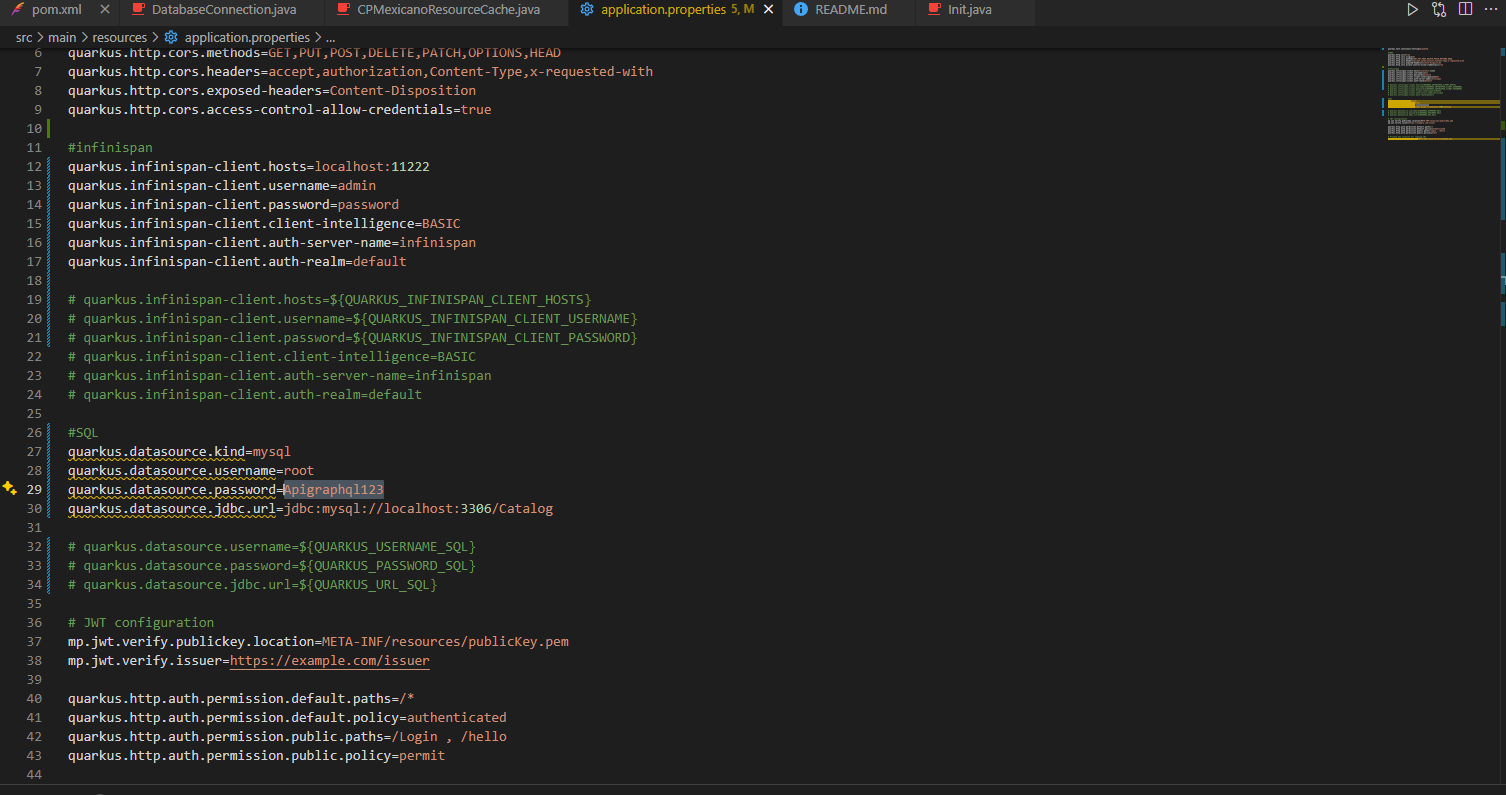 pom.xml
DatabaseConnection.java
CPMexicanoResourceCache.java
application.properties 5, M
README.md
Init.java
src > main > resources > application.properties > ...
6 quarkus.http.cors.methods=GET,PUT,POST,DELETE,PATCH,OPTIONS,HEAD
7 quarkus.http.cors.headers=accept,authorization,Content-Type,x-requested-with
8 quarkus.http.cors.exposed-headers=Content-Disposition
9 quarkus.http.cors.access-control-allow-credentials=true
10
11 #infinispan
12 quarkus.infinispan-client.hosts=localhost:11222
13 quarkus.infinispan-client.username=admin
14 quarkus.infinispan-client.password=password
15 quarkus.infinispan-client.client-intelligence=BASIC
16 quarkus.infinispan-client.auth-server-name=infinispan
17 quarkus.infinispan-client.auth-realm=default
18
19 # quarkus.infinispan-client.hosts=${QUARKUS_INFINISPAN_CLIENT_HOSTS}
20 # quarkus.infinispan-client.username=${QUARKUS_INFINISPAN_CLIENT_USERNAME}
21 # quarkus.infinispan-client.password=${QUARKUS_INFINISPAN_CLIENT_PASSWORD}
22 # quarkus.infinispan-client.client-intelligence=BASIC
23 # quarkus.infinispan-client.auth-server-name=infinispan
24 # quarkus.infinispan-client.auth-realm=default
25
26 #SQL
27 quarkus.datasource.kind=mysql
28 quarkus.datasource.username=root
29 quarkus.datasource.password=Apigraphql123
30 quarkus.datasource.jdbc.url=jdbc:mysql://localhost:3306/Catalog
31
32 # quarkus.datasource.username=${QUARKUS_USERNAME_SQL}
33 # quarkus.datasource.password=${QUARKUS_PASSWORD_SQL}
34 # quarkus.datasource.jdbc.url=${QUARKUS_URL_SQL}
35
36 # JWT configuration
37 mp.jwt.verify.publickey.location=META-INF/resources/publicKey.pem
38 mp.jwt.verify.issuer=https://example.com/issuer
39
40 quarkus.http.auth.permission.default.paths=/*
41 quarkus.http.auth.permission.default.policy=authenticated
42 quarkus.http.auth.permission.public.paths=/Login , /hello
43 quarkus.http.auth.permission.public.policy=permit
44